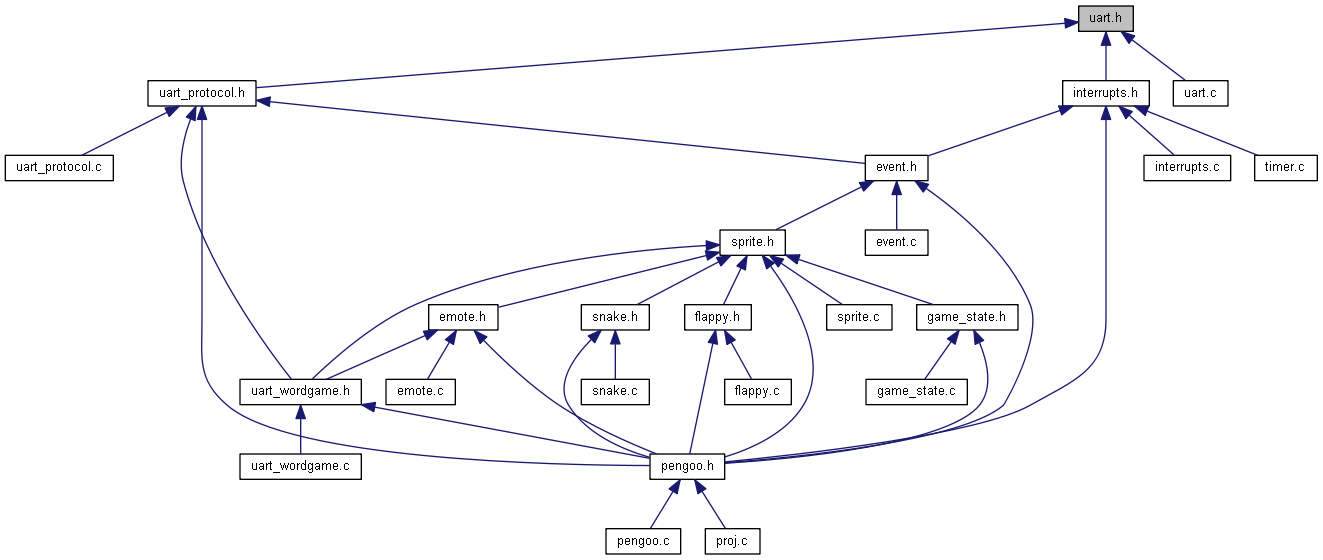 uart.h
uart_protocol.h
interrupts.h
uart.c
uart_protocol.c
event.h
interrupts.c
timer.c
sprite.h
event.c
emote.h
snake.h
flappy.h
sprite.c
game_state.h
uart_wordgame.h
emote.c
snake.c
flappy.c
game_state.c
uart_wordgame.c
pengoo.h
pengoo.c
proj.c